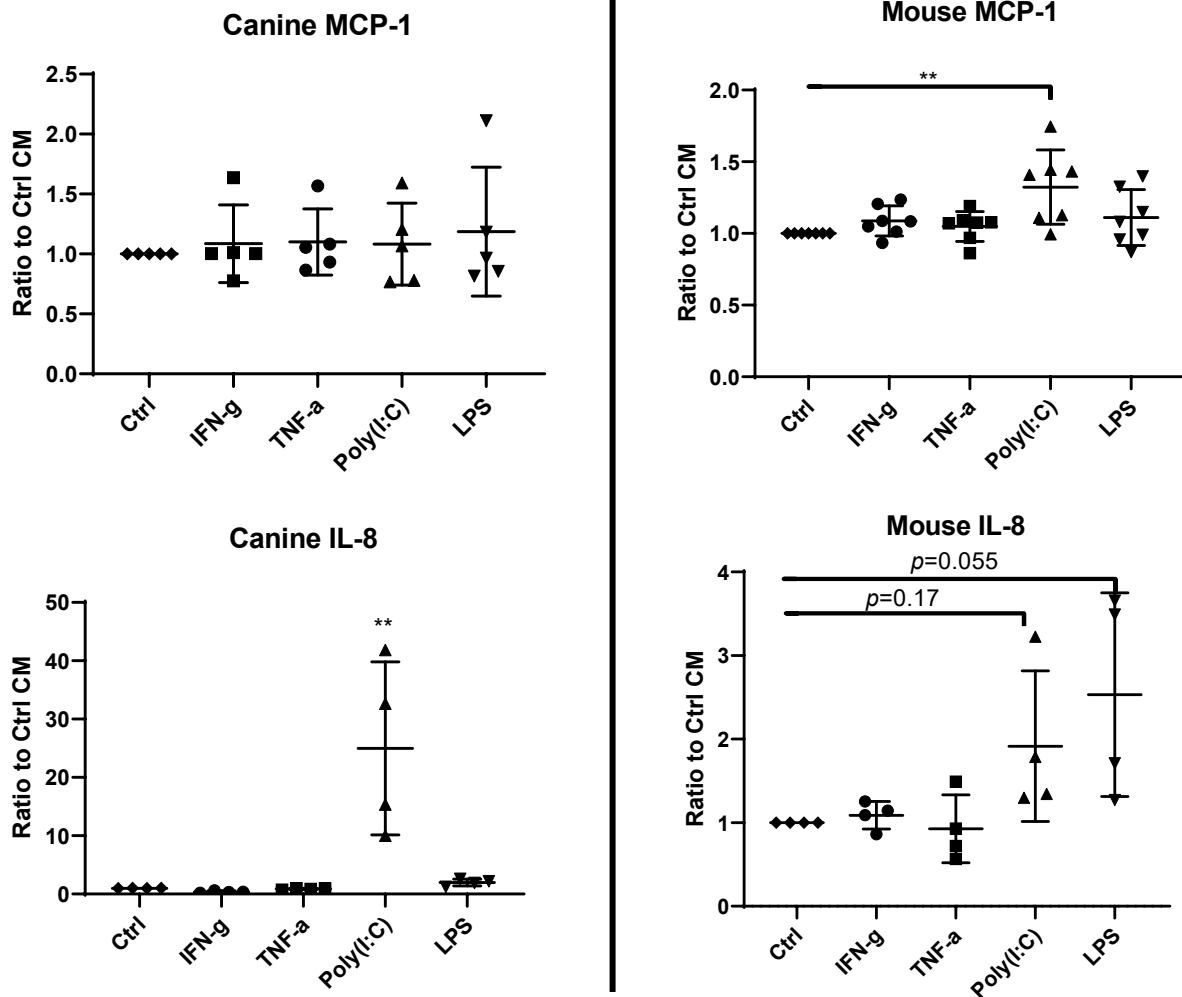 Canine MCP-1
Ratio to Ctrl CM
2.5
2.0
1.5
1.0
0.5
0.0
Ctrl
IFN-g
TNF-a
Poly(I:C)
LPS
Mouse MCP-1
Ratio to Ctrl CM
**
2.0
1.5
1.0
0.5
0.0
Ctrl
IFN-g
TNF-a
Poly(I:C)
LPS
Canine IL-8
Ratio to Ctrl CM
**
50
40
30
20
10
0
Ctrl
IFN-g
TNF-a
Poly(I:C)
LPS
Mouse IL-8
Ratio to Ctrl CM
p=0.055
p=0.17
4
3
2
1
0
Ctrl
IFN-g
TNF-a
Poly(I:C)
LPS